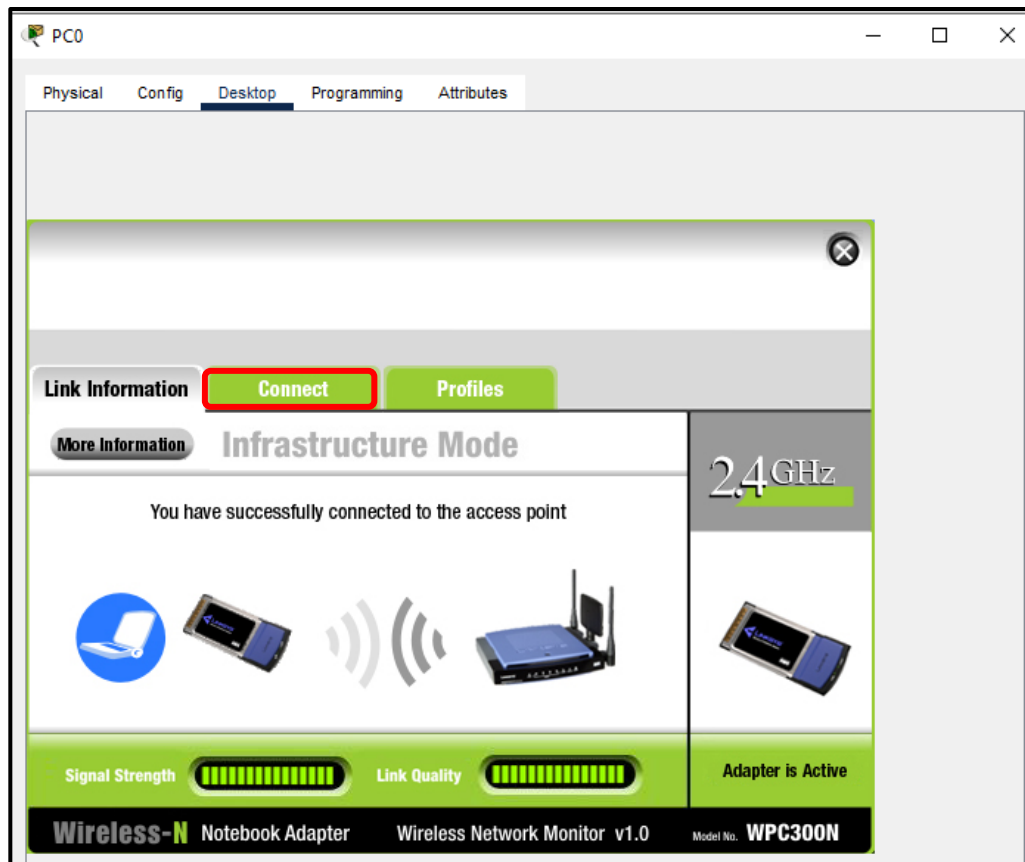 PC0
Physical Config Desktop Programming Attributes
Link Information Connect Profiles
More Information Infrastructure Mode
2.4GHz
You have successfully connected to the access point
Signal Strength Link Quality Adapter is Active
Wireless-N Notebook Adapter Wireless Network Monitor v1.0 Model No. WPC300N